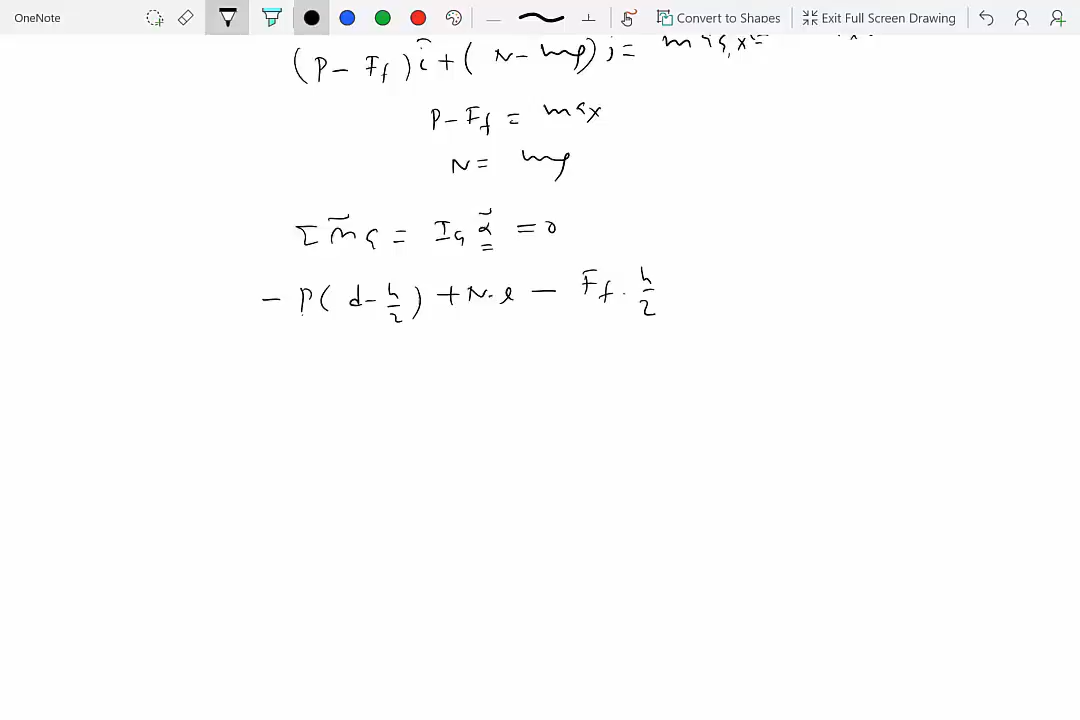 OneNote Convert to Shapes Exit Full Screen Drawing
(P - F_f) i + (N - mg) j = m a_{G,x} =
P - F_f = m a_x
N = mg
Σ M_G = I_G α = 0
- P(d - h/2) + N·e - F_f · h/2